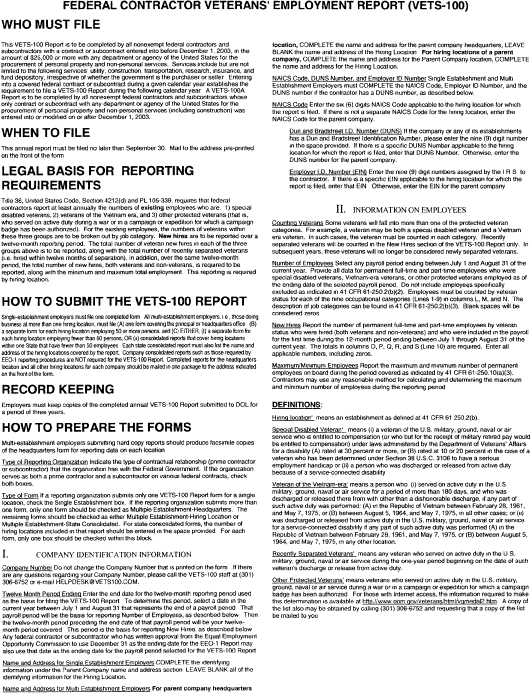 FEDERAL CONTRACTOR VETERANS' EMPLOYMENT REPORT (VETS-100)
WHO MUST FILE
This VETS-100 Report is to be completed by all nonexempt federal contractors and
subcontractors with a contract or subcontract entered into before December 1, 2003, in the
amount of $25,000 or more with any department or agency of the United States for the
procurement of personal property and non-personal services. Services include but are not
limited to the following services: utility, construction, transportation, research, insurance, and
fund depository, irrespective of whether the government is the purchaser or seller. Entering
into a covered federal contract or subcontract during a given calendar year establishes the
requirement to file a VETS-100 Report during the following calendar year. A VETS-100A
Report is to be completed by all nonexempt federal contractors and subcontractors whose
only contract or subcontract with any department or agency of the United States for the
procurement of personal property and non-personal services (including construction) was
entered into or modified on or after December 1, 2003.
WHEN TO FILE
This annual report must be filed no later than September 30. Mail to the address pre-printed
on the front of the form
LEGAL BASIS FOR REPORTING
REQUIREMENTS
Title 38, United States Code, Section 4212(d) and PL 105-339, requires that federal
contractors report at least annually the numbers of existing employees who are: 1) special
disabled veterans, 2) veterans of the Vietnam era, and 3) other protected veterans (that is,
who served on active duty during a war or in a campaign or expedition for which a campaign
badge has been authorized). For the existing employees, the numbers of veterans within
these three groups are to be broken out by job category. New hires are to be reported over a
twelve-month reporting period. The total number of veteran new hires in each of the three
groups above is to be reported, along with the total number of recently separated veterans
(i.e. hired within twelve months of separation). In addition, over the same twelve-month
period, the total number of new hires, both veterans and non-veterans, is required to be
reported, along with the minimum and maximum total employment. This reporting is required
by hiring location.
HOW TO SUBMIT THE VETS-100 REPORT
Single-establishment employers must file one completed form. All multi-establishment employers, i.e., those doing
business at more than one hiring location, must file (A) one form covering the principal or headquarters office (B)
a separate form for each hiring location employing 50 or more persons, and (C) EITHER, (i) a separate form for
each hiring location employing fewer than 50 persons, OR (ii) consolidated reports that cover hiring locations
within one State that have fewer than 50 employees. Each state consolidated report must also list the name and
address of the hiring locations covered by the report. Company consolidated reports such as those required by
EEO-1 reporting procedures are NOT required for the VETS-100 Report. Completed reports for the headquarters
location and all other hiring locations for each company should be mailed in one package to the address indicated
on the front of the form.
RECORD KEEPING
Employers must keep copies of the completed annual VETS-100 Report submitted to DOL for
a period of three years.
HOW TO PREPARE THE FORMS
Multi-establishment employers submitting hard copy reports should produce facsimile copies
of the headquarters form for reporting data on each location
Type of Reporting Organization Indicate the type of contractual relationship (prime contractor
or subcontractor) that the organization has with the Federal Government. If the organization
serves as both a prime contractor and a subcontractor on various federal contracts, check
both boxes.
Type of Form If a reporting organization submits only one VETS-100 Report form for a single
location, check the Single Establishment box. If the reporting organization submits more than
one form, only one form should be checked as Multiple Establishment-Headquarters. The
remaining forms should be checked as either Multiple Establishment-Hiring Location or
Multiple Establishment-State Consolidated. For state consolidated forms, the number of
hiring locations included in that report should be entered in the space provided. For each
form, only one box should be checked within this block.
I. COMPANY IDENTIFICATION INFORMATION
Company Number Do not change the Company Number that is printed on the form. If there
are any questions regarding your Company Number, please call the VETS-100 staff at (301)
306-6752 or e-mail HELPDESK@VETS100.COM.
Twelve Month Period Ending Enter the end date for the twelve-month reporting period used
as the basis for filing the VETS-100 Report. To determine this period, select a date in the
current year between July 1 and August 31 that represents the end of a payroll period. That
payroll period will be the basis for reporting Number of Employees, as described below. Then
the twelve-month period preceding the end date of that payroll period will be your twelve-
month period covered. This period is the basis for reporting New Hires, as described below.
Any federal contractor or subcontractor who has written approval from the Equal Employment
Opportunity Commission to use December 31 as the ending date for the EEO-1 Report may
also use that date as the ending date for the payroll period selected for the VETS-100 Report
Name and Address for Single Establishment Employers COMPLETE the identifying
information under the Parent Company name and address section. LEAVE BLANK all of the
identifying information for the Hiring Location.
Name and Address for Multi Establishment Employers For parent company headquarters
location, COMPLETE the name and address for the parent company headquarters, LEAVE
BLANK the name and address of the Hiring Location. For hiring locations of a parent
company, COMPLETE the name and address for the Parent Company location, COMPLETE
the name and address for the Hiring Location.
NAICS Code, DUNS Number, and Employer ID Number Single Establishment and Multi
Establishment Employers must COMPLETE the NAICS Code, Employer ID Number, and the
DUNS number if the contractor has a DUNS number, as described below.
NAICS Code Enter the six (6) digits NAICS Code applicable to the hiring location for which
the report is filed. If there is not a separate NAICS Code for the hiring location, enter the
NAICS Code for the parent company.
Dun and Bradstreet I.D. Number (DUNS) If the company or any of its establishments
has a Dun and Bradstreet Identification Number, please enter the nine (9) digit number
in the space provided. If there is a specific DUNS Number applicable to the hiring
location for which the report is filed, enter that DUNS Number. Otherwise, enter the
DUNS number for the parent company.
Employer I.D. Number (EIN) Enter the nine (9) digit numbers assigned by the I R S to
the contractor. If there is a specific EIN applicable to the hiring location for which the
report is filed, enter that EIN. Otherwise, enter the EIN for the parent company
II. INFORMATION ON EMPLOYEES
Counting Veterans Some veterans will fall into more than one of the protected veteran
categories. For example, a veteran may be both a special disabled veteran and a Vietnam
era veteran. In such cases, the veteran must be counted in each category. Recently
separated veterans will be counted in the New Hires section of the VETS-100 Report only. In
subsequent years, these veterans will no longer be considered newly separated veterans.
Number of Employees Select any payroll period ending between July 1 and August 31 of the
current year. Provide all data for permanent full-time and part-time employees who were
special disabled veterans, Vietnam-era veterans, or other protected veterans employed as of
the ending date of the selected payroll period. Do not include employees specifically
excluded as indicated in 41 CFR 61-250.2(b)(2). Employees must be counted by veteran
status for each of the nine occupational categories (Lines 1-9) in columns L, M, and N. The
description of job categories can be found in 41 CFR 61-250.2(b)(3). Blank spaces will be
considered zeros
New Hires Report the number of permanent full-time and part-time employees by veteran
status who were hired (both veterans and non-veterans) and who were included in the payroll
for the first time during the 12-month period ending between July 1 through August 31 of the
current year. The totals in columns O, P, Q, R, and S (Line 10) are required. Enter all
applicable numbers, including zeros.
Maximum/Minimum Employees Report the maximum and minimum number of permanent
employees on board during the period covered as indicated by 41 CFR 61-250.10(a)(3).
Contractors may use any reasonable method for calculating and determining the maximum
and minimum number of employees during the reporting period
DEFINITIONS:
'Hiring location' means an establishment as defined at 41 CFR 61 250.2(b).
'Special Disabled Veteran' means (i) a veteran of the U.S. military, ground, naval or air
service who is entitled to compensation (or who but for the receipt of military retired pay would
be entitled to compensation) under laws administered by the Department of Veterans' Affairs
for a disability (A) rated at 30 percent or more, or (B) rated at 10 or 20 percent in the case of a
veteran who has been determined under Section 38 U.S.C. 3106 to have a serious
employment handicap or (ii) a person who was discharged or released from active duty
because of a service-connected disability
'Veteran of the Vietnam-era' means a person who (i) served on active duty in the U.S.
military, ground, naval or air service for a period of more than 180 days, and who was
discharged or released there from with other than a dishonorable discharge, if any part of
such active duty was performed: (A) in the Republic of Vietnam between February 28, 1961,
and May 7, 1975, or (B) between August 5, 1964, and May 7, 1975, in all other cases; or (ii)
was discharged or released from active duty in the U.S. military, ground, naval or air service
for a service-connected disability if any part of such active duty was performed (A) in the
Republic of Vietnam between February 28, 1961, and May 7, 1975, or (B) between August 5,
1964, and May 7, 1975, in any other location.
'Recently Separated Veterans' means any veteran who served on active duty in the U S.
military, ground, naval or air service during the one-year period beginning on the date of such
veteran's discharge or release from active duty.
'Other Protected Veterans' means veterans who served on active duty in the U.S. military,
ground, naval or air service during a war or in a campaign or expedition for which a campaign
badge has been authorized. For those with Internet access, the information required to make
this determination is available at http://www.opm.gov/veterans/html/vgmedal2.htm. A copy of
the list also may be obtained by calling (301) 306-6752 and requesting that a copy of the list
be mailed to you